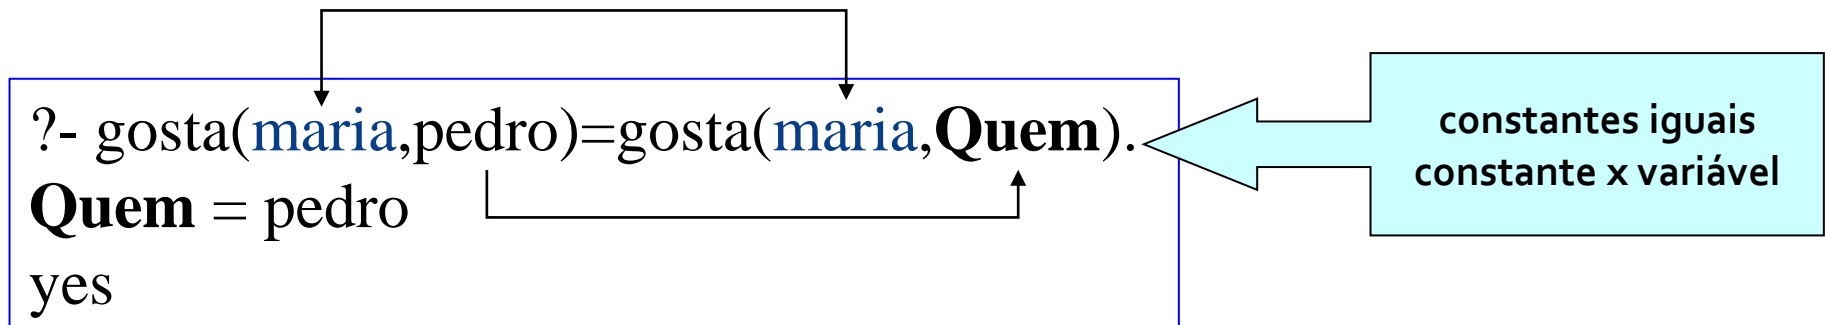 ?- gosta(maria,pedro)=gosta(maria,Quem).
Quem = pedro
yes
constantes iguais
constante x variável